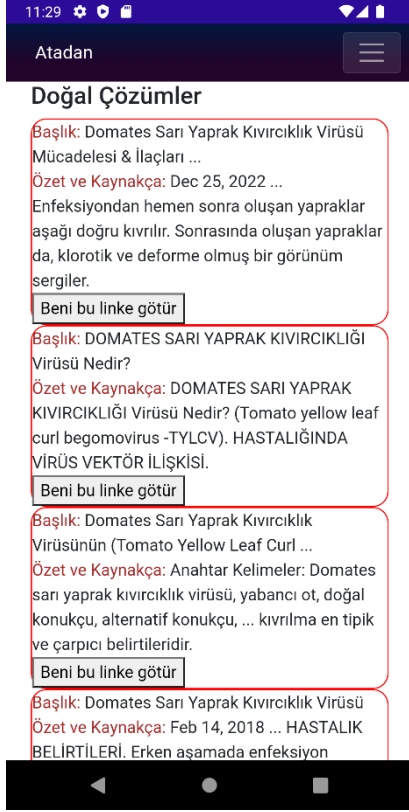 11:29
Atadan
Doğal Çözümler
Başlık: Domates Sarı Yaprak Kıvırcıklık Virüsü
Mücadelesi & İlaçları ...
Özet ve Kaynakça: Dec 25, 2022 ...
Enfeksiyondan hemen sonra oluşan yapraklar
aşağı doğru kıvrılır. Sonrasında oluşan yapraklar
da, klorotik ve deforme olmuş bir görünüm
sergiler.
Beni bu linke götür
Başlık: DOMATES SARI YAPRAK KIVIRCIKLIĞI
Virüsü Nedir?
Özet ve Kaynakça: DOMATES SARI YAPRAK
KIVIRCIKLIĞI Virüsü Nedir? (Tomato yellow leaf
curl begomovirus -TYLCV). HASTALIĞINDA
VİRÜS VEKTÖR İLİŞKİSİ.
Beni bu linke götür
Başlık: Domates Sarı Yaprak Kıvırcıklık
Virüsünün (Tomato Yellow Leaf Curl ...
Özet ve Kaynakça: Anahtar Kelimeler: Domates
sarı yaprak kıvırcıklık virüsü, yabancı ot, doğal
konukçu, alternatif konukçu, ... kıvrılma en tipik
ve çarpıcı belirtileridir.
Beni bu linke götür
Başlık: Domates Sarı Yaprak Kıvırcıklık Virüsü
Özet ve Kaynakça: Feb 14, 2018 ... HASTALIK
BELİRTİLERİ. Erken aşamada enfeksiyon